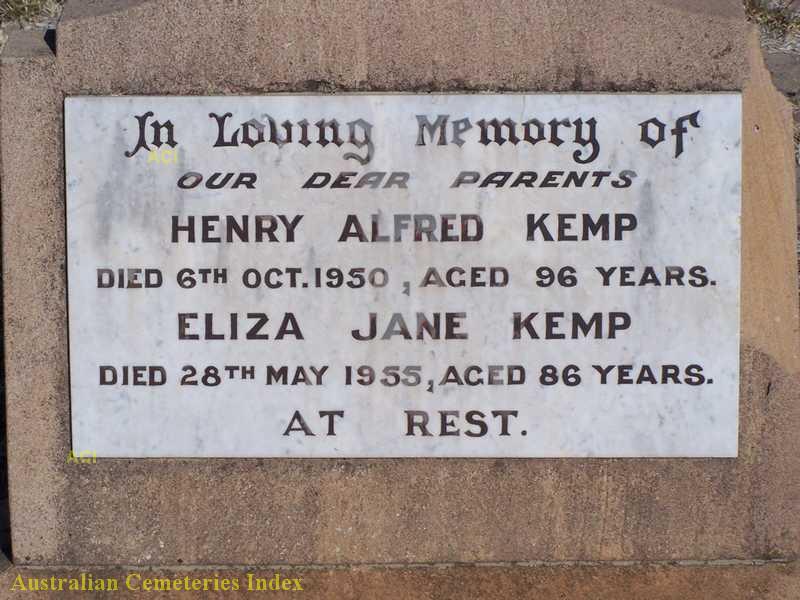 In Loving Memory of
ACI
OUR DEAR PARENTS
HENRY ALFRED KEMP
DIED 6TH OCT. 1950, AGED 96 YEARS.
ELIZA JANE KEMP
DIED 28TH MAY 1955, AGED 86 YEARS.
AT REST.
ACI
Australian Cemeteries Index